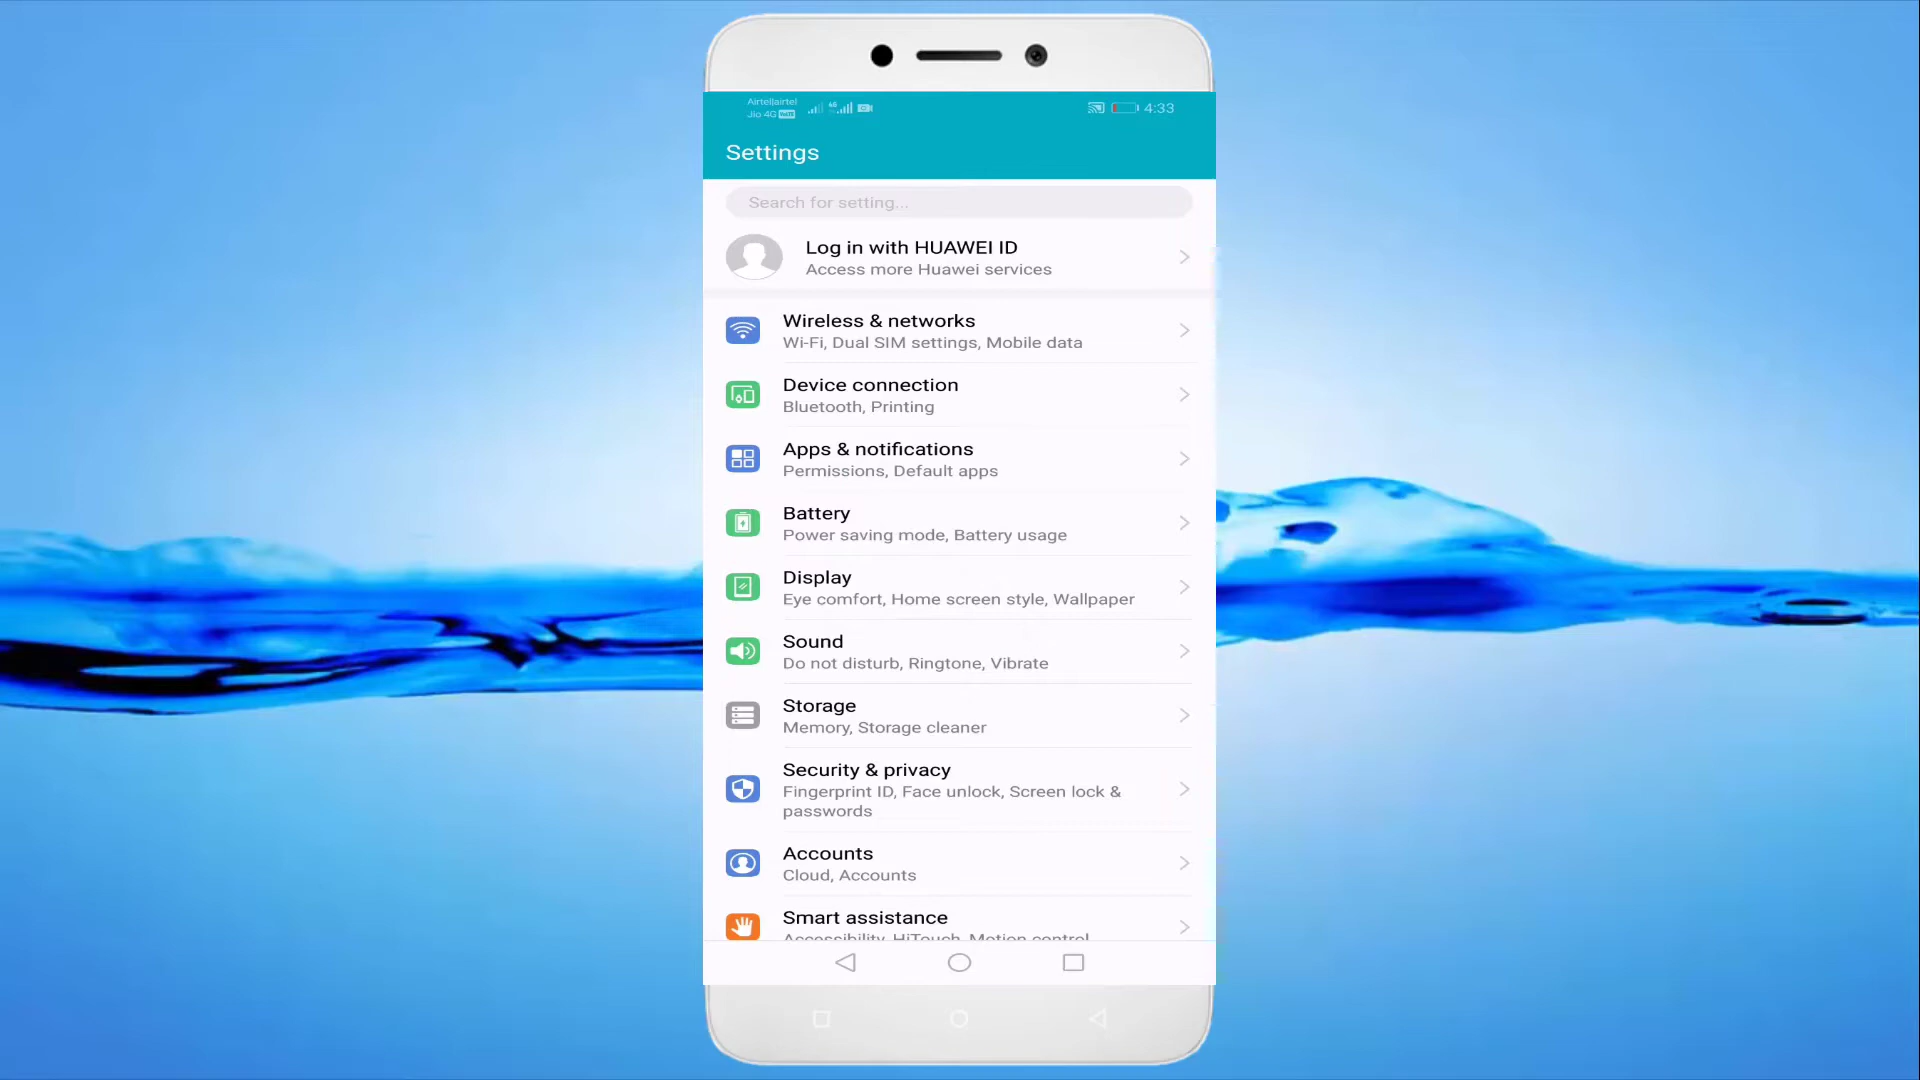 Airtel|airtel
Jio 4G VoLTE
4G
4:33
Settings
Search for setting...
Log in with HUAWEI ID
Access more Huawei services
Wireless & networks
Wi-Fi, Dual SIM settings, Mobile data
Device connection
Bluetooth, Printing
Apps & notifications
Permissions, Default apps
Battery
Power saving mode, Battery usage
Display
Eye comfort, Home screen style, Wallpaper
Sound
Do not disturb, Ringtone, Vibrate
Storage
Memory, Storage cleaner
Security & privacy
Fingerprint ID, Face unlock, Screen lock &
passwords
Accounts
Cloud, Accounts
Smart assistance
Accessibility, HiTouch, Motion control